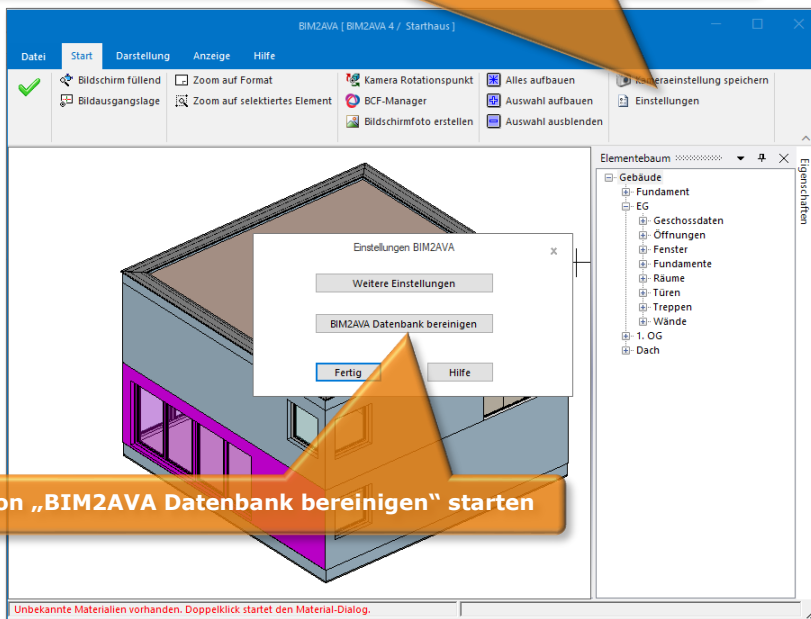 BIM2AVA [ BIM2AVA 4 / Starthaus ]
Datei Start Darstellung Anzeige Hilfe
Bildschirm füllend Zoom auf Format Kamera Rotationspunkt Alles aufbauen Kameraeinstellung speichern
Bildausgangslage Zoom auf selektiertes Element BCF-Manager Auswahl aufbauen Einstellungen
Bildschirmfoto erstellen Auswahl ausblenden
Elementebaum
Eigenschaften
Gebäude
Fundament
EG
Geschossdaten
Öffnungen
Fenster
Fundamente
Räume
Türen
Treppen
Wände
1. OG
Dach
Einstellungen BIM2AVA x
Weitere Einstellungen
BIM2AVA Datenbank bereinigen
Fertig Hilfe
on „BIM2AVA Datenbank bereinigen“ starten
Unbekannte Materialien vorhanden. Doppelklick startet den Material-Dialog.